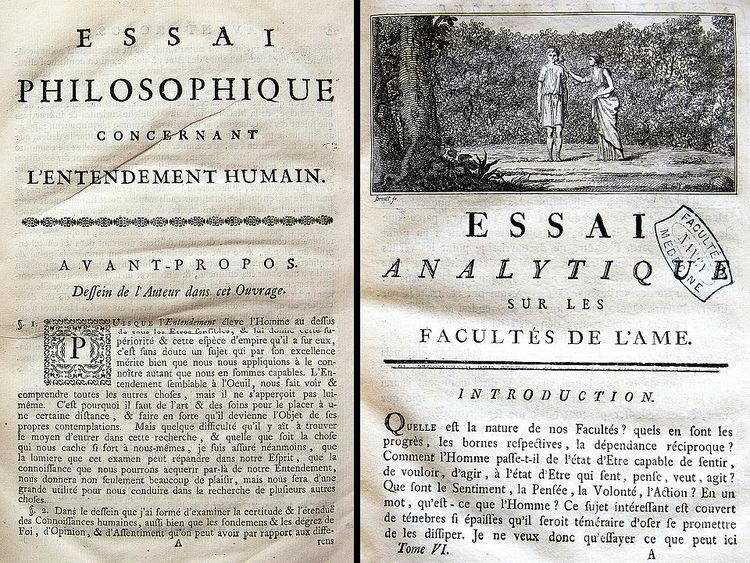 ESSAI
PHILOSOPHIQUE
CONCERNANT
L'ENTENDEMENT HUMAIN.
AVANT-PROPOS.
Deſſein de l'Auteur dans cet Ouvrage.
§ 1. PUISQUE l'Entendement éleve l'Homme au deſſus
de tous les Etres ſenſibles, & lui donne cette ſu-
périorité & cette eſpèce d'empire qu'il a ſur eux,
c'eſt ſans doute un ſujet qui par ſon excellence
mérite bien que nous nous appliquions à le con-
noître autant que nous en ſommes capables. L'En-
tendement ſemblable à l'Oeuil, nous fait voir &
comprendre toutes les autres choſes, mais il ne s'apperçoit pas lui-
même. C'eſt pourquoi il faut de l'art & des ſoins pour le placer à u-
ne certaine diſtance, & faire en ſorte qu'il devienne l'Objet de ſes
propres contemplations. Mais quelque difficulté qu'il y aît à trouver
le moyen d'entrer dans cette recherche, & quelle que ſoit la choſe
qui nous cache ſi fort à nous-mêmes, je ſuis aſſuré néanmoins, que
la lumiere que cet examen peut répandre dans notre Eſprit, que la
connoiſſance que nous pourrons acquerir par-là de notre Entendement,
nous donnera non ſeulement beaucoup de plaiſir, mais nous ſera d'une
grande utilité pour nous conduire dans la recherche de pluſieurs autres
choſes.
§ 2. Dans le deſſein que j'ai formé d'examiner la certitude & l'étendue
des Connoiſſances humaines, auſſi bien que les fondemens & les dégrez de
Foi, d'Opinion, & d'Aſſentiment qu'on peut avoir par rapport aux diffe-
A rens
ESSAI
ANALYTIQUE
SUR LES
FACULTÉS DE L'AME.
FACULTÉ
MEDECINE
INTRODUCTION.
QUELLE eſt la nature de nos Facultés? quels en ſont les
progrès, les bornes reſpectives, la dépendance réciproque?
Comment l'Homme paſſe-t-il de l'état d'Etre capable de ſentir,
de vouloir, d'agir, à l'état d'Etre qui ſent, penſe, veut, agit?
Que ſont le Sentiment, la Penſée, la Volonté, l'Action? En un
mot, qu'eſt-ce que l'Homme? Ce ſujet intéreſſant eſt couvert
de ténebres ſi épaiſſes qu'il ſeroit téméraire d'oſer ſe promettre
de les diſſiper. Je ne veux donc qu'eſſayer ce que peut ici
Tome VI. A